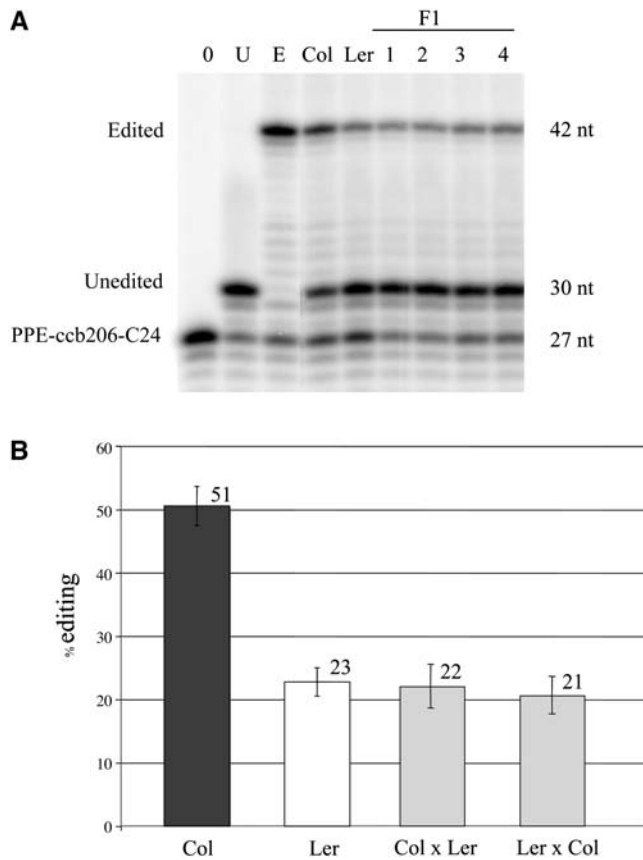 A
F1
0 U E Col Ler 1 2 3 4
Edited 42 nt
Unedited 30 nt
PPE-ccb206-C24 27 nt
B
60
50
40
30
20
10
0
% editing
51
23
22
21
Col Ler Col x Ler Ler x Col